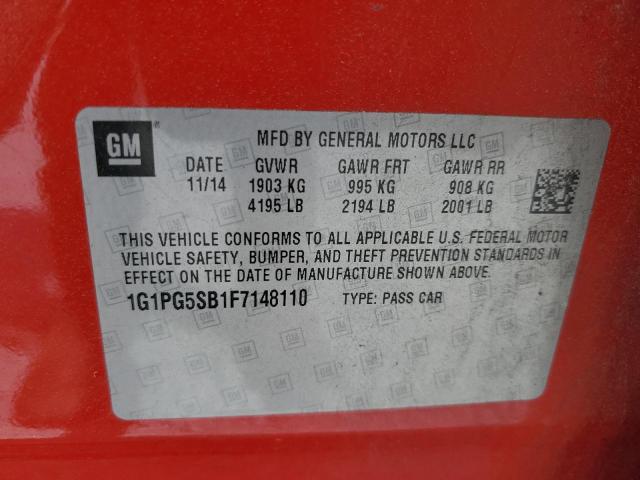 GM
MFD BY GENERAL MOTORS LLC
DATE GVWR GAWR FRT GAWR RR
11/14 1903 KG 995 KG 908 KG
4195 LB 2194 LB 2001 LB
THIS VEHICLE CONFORMS TO ALL APPLICABLE U.S. FEDERAL MOTOR
VEHICLE SAFETY, BUMPER, AND THEFT PREVENTION STANDARDS IN
EFFECT ON THE DATE OF MANUFACTURE SHOWN ABOVE.
1G1PG5SB1F7148110 TYPE: PASS CAR